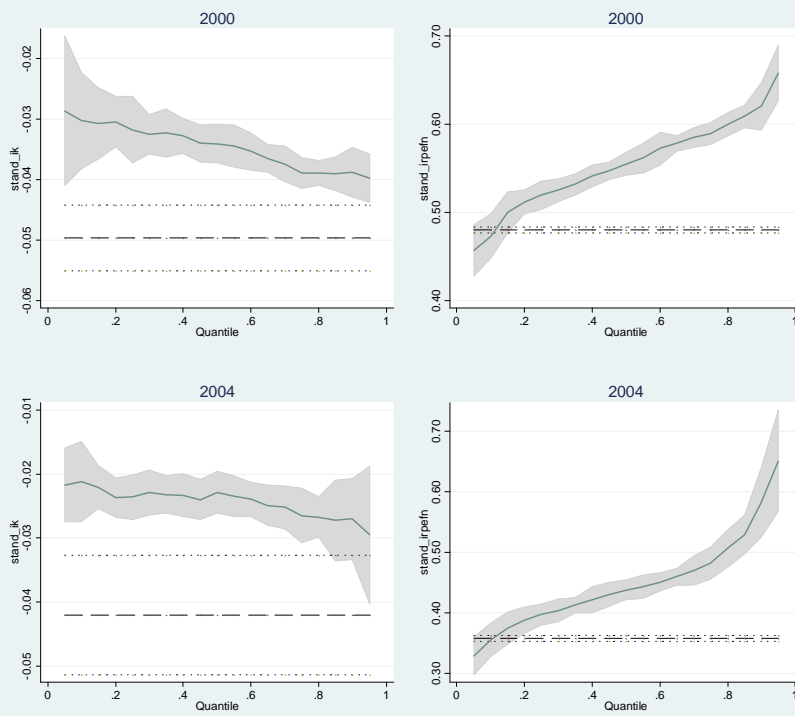 2000
stand_ik
-0.02
-0.03
-0.04
-0.05
-0.06
0 .2 .4 .6 .8 1
Quantile
2000
stand_irpefn
0.70
0.60
0.50
0.40
0 .2 .4 .6 .8 1
Quantile
2004
stand_ik
-0.01
-0.02
-0.03
-0.04
-0.05
0 .2 .4 .6 .8 1
Quantile
2004
stand_irpefn
0.70
0.60
0.50
0.40
0.30
0 .2 .4 .6 .8 1
Quantile